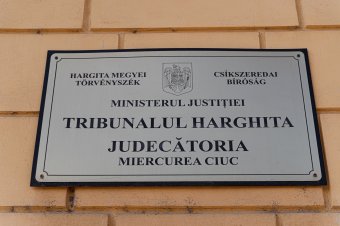 HARGITA MEGYEI
TÖRVÉNYSZÉK
CSÍKSZEREDAI
BÍRÓSÁG
MINISTERUL JUSTIŢIEI
TRIBUNALUL HARGHITA
JUDECĂTORIA
MIERCUREA CIUC